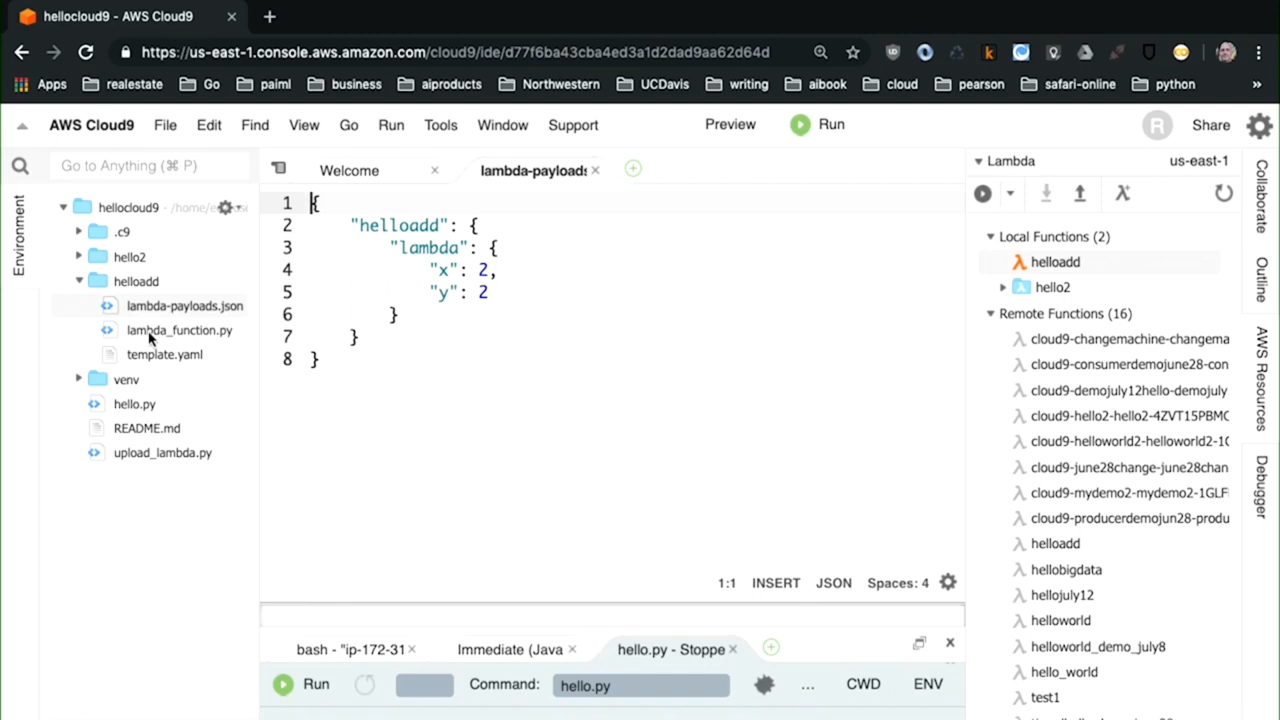 hellocloud9 - AWS Cloud9
https://us-east-1.console.aws.amazon.com/cloud9/ide/d77f6ba43cba4ed3a1d2dad9aa62d64d
Apps realestate Go paiml business Northwestern aiproducts UCDavis writing aibook cloud pearson safari-online python »
AWS Cloud9 File Edit Find View Go Run Tools Window Support Preview Run R Share
Go to Anything (⌘ P)
Welcome
lambda-payloads
Lambda us-east-1
Environment
hellocloud9 - /home/e
.c9
hello2
helloadd
lambda-payloads.json
lambda_function.py
template.yaml
venv
hello.py
README.md
upload_lambda.py
1 {
2 "helloadd": {
3 "lambda": {
4 "x": 2,
5 "y": 2
6 }
7 }
8 }
1:1 INSERT JSON Spaces: 4
bash - "ip-172-31 Immediate (Java hello.py - Stoppe
Run Command: hello.py ... CWD ENV
Local Functions (2)
helloadd
hello2
Remote Functions (16)
cloud9-changemachine-changema
cloud9-consumerdemojune28-con
cloud9-demojuly12hello-demojuly
cloud9-hello2-hello2-4ZVT15PBMC
cloud9-helloworld2-helloworld2-1C
cloud9-june28change-june28chan
cloud9-mydemo2-mydemo2-1GLF
cloud9-producerdemojun28-produ
helloadd
hellobigdata
hellojuly12
helloworld
helloworld_demo_july8
hello_world
test1
Collaborate
Outline
AWS Resources
Debugger